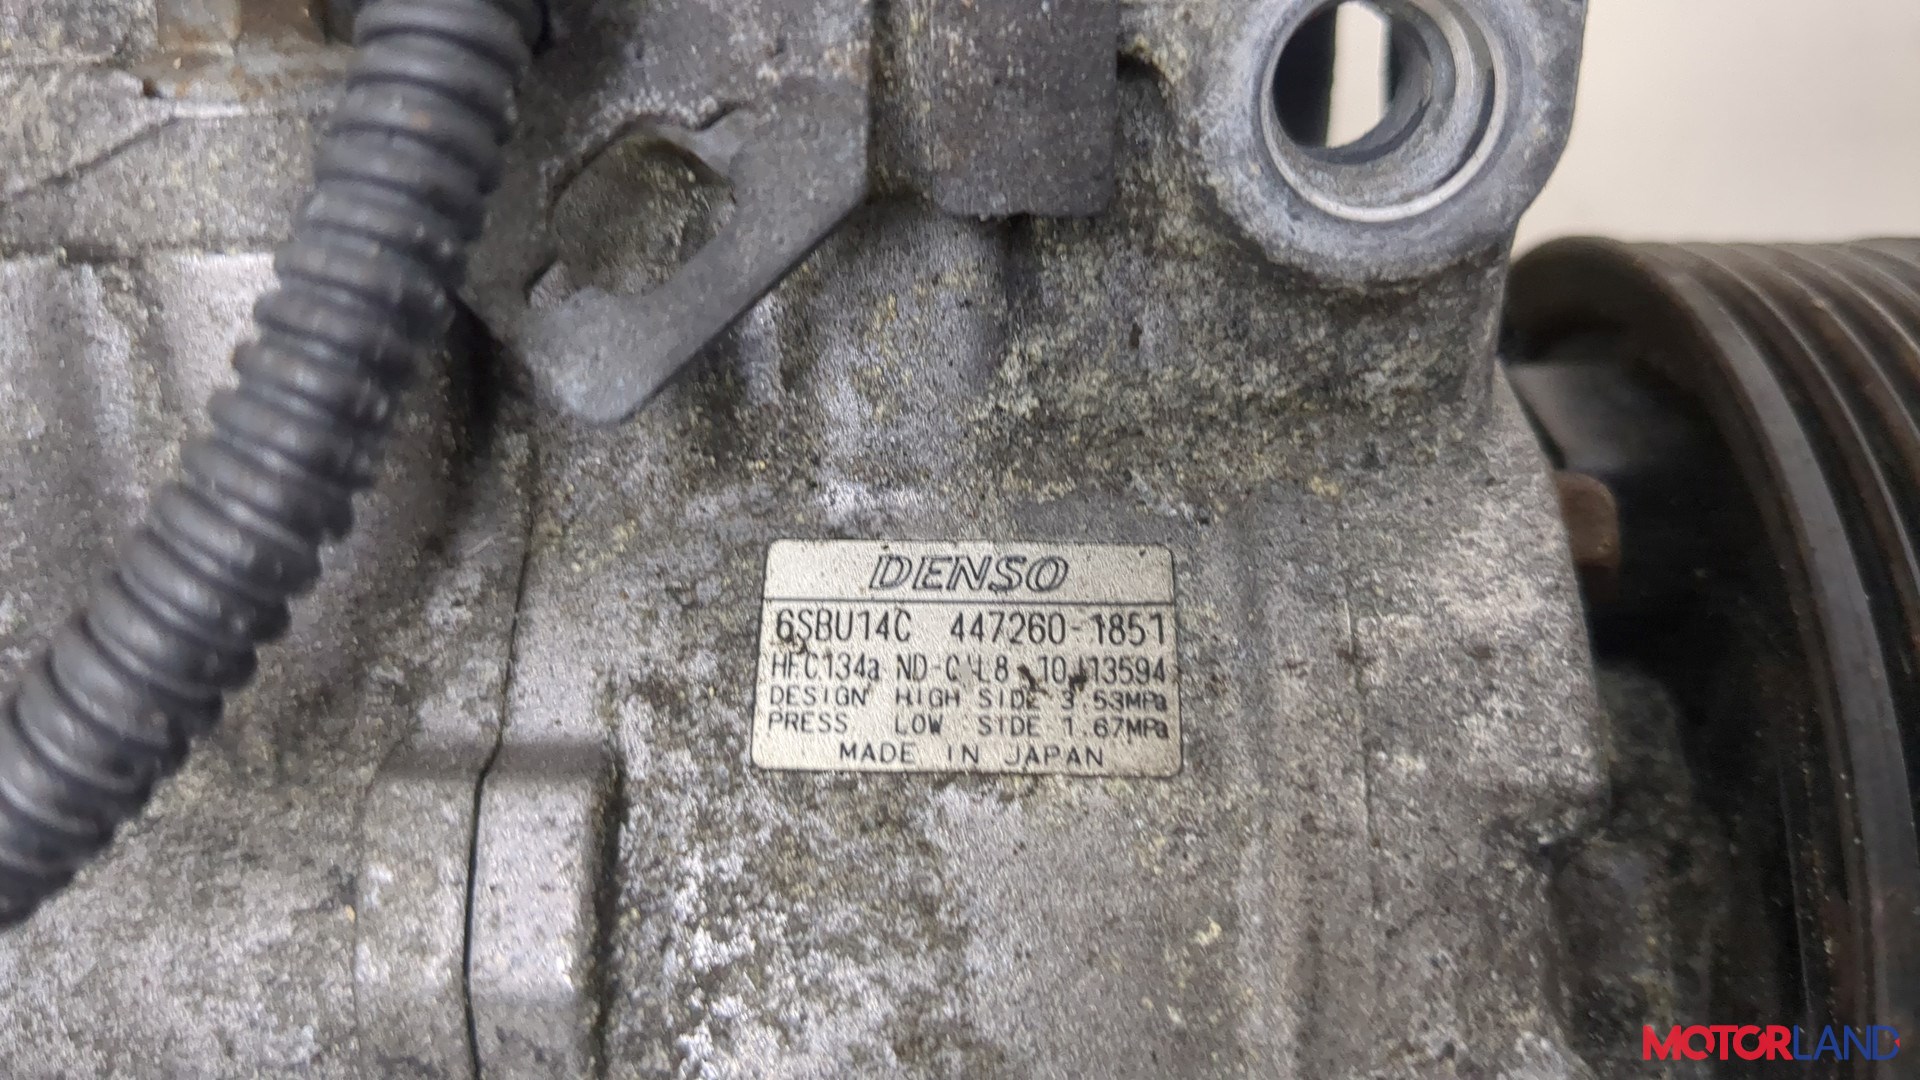 DENSO
6SBU14C 447260-1851
HFC134a ND-OIL8 10J13594
DESIGN HIGH SIDE 3.53MPa
PRESS LOW SIDE 1.67MPa
MADE IN JAPAN
MOTORLAND